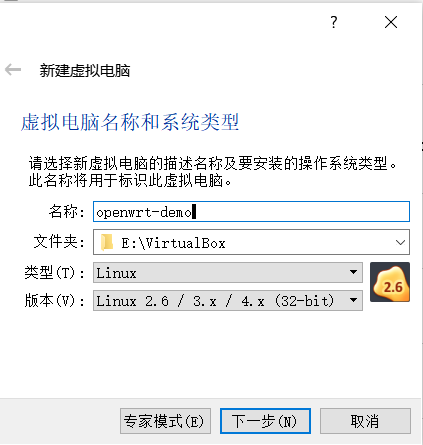 ?
新建虚拟电脑
虚拟电脑名称和系统类型
请选择新虚拟电脑的描述名称及要安装的操作系统类型。
此名称将用于标识此虚拟电脑。
名称: openwrt-demo
文件夹: E:\VirtualBox
类型(T): Linux
版本(V): Linux 2.6 / 3.x / 4.x (32-bit)
2.6
专家模式(E) 下一步(N) 取消